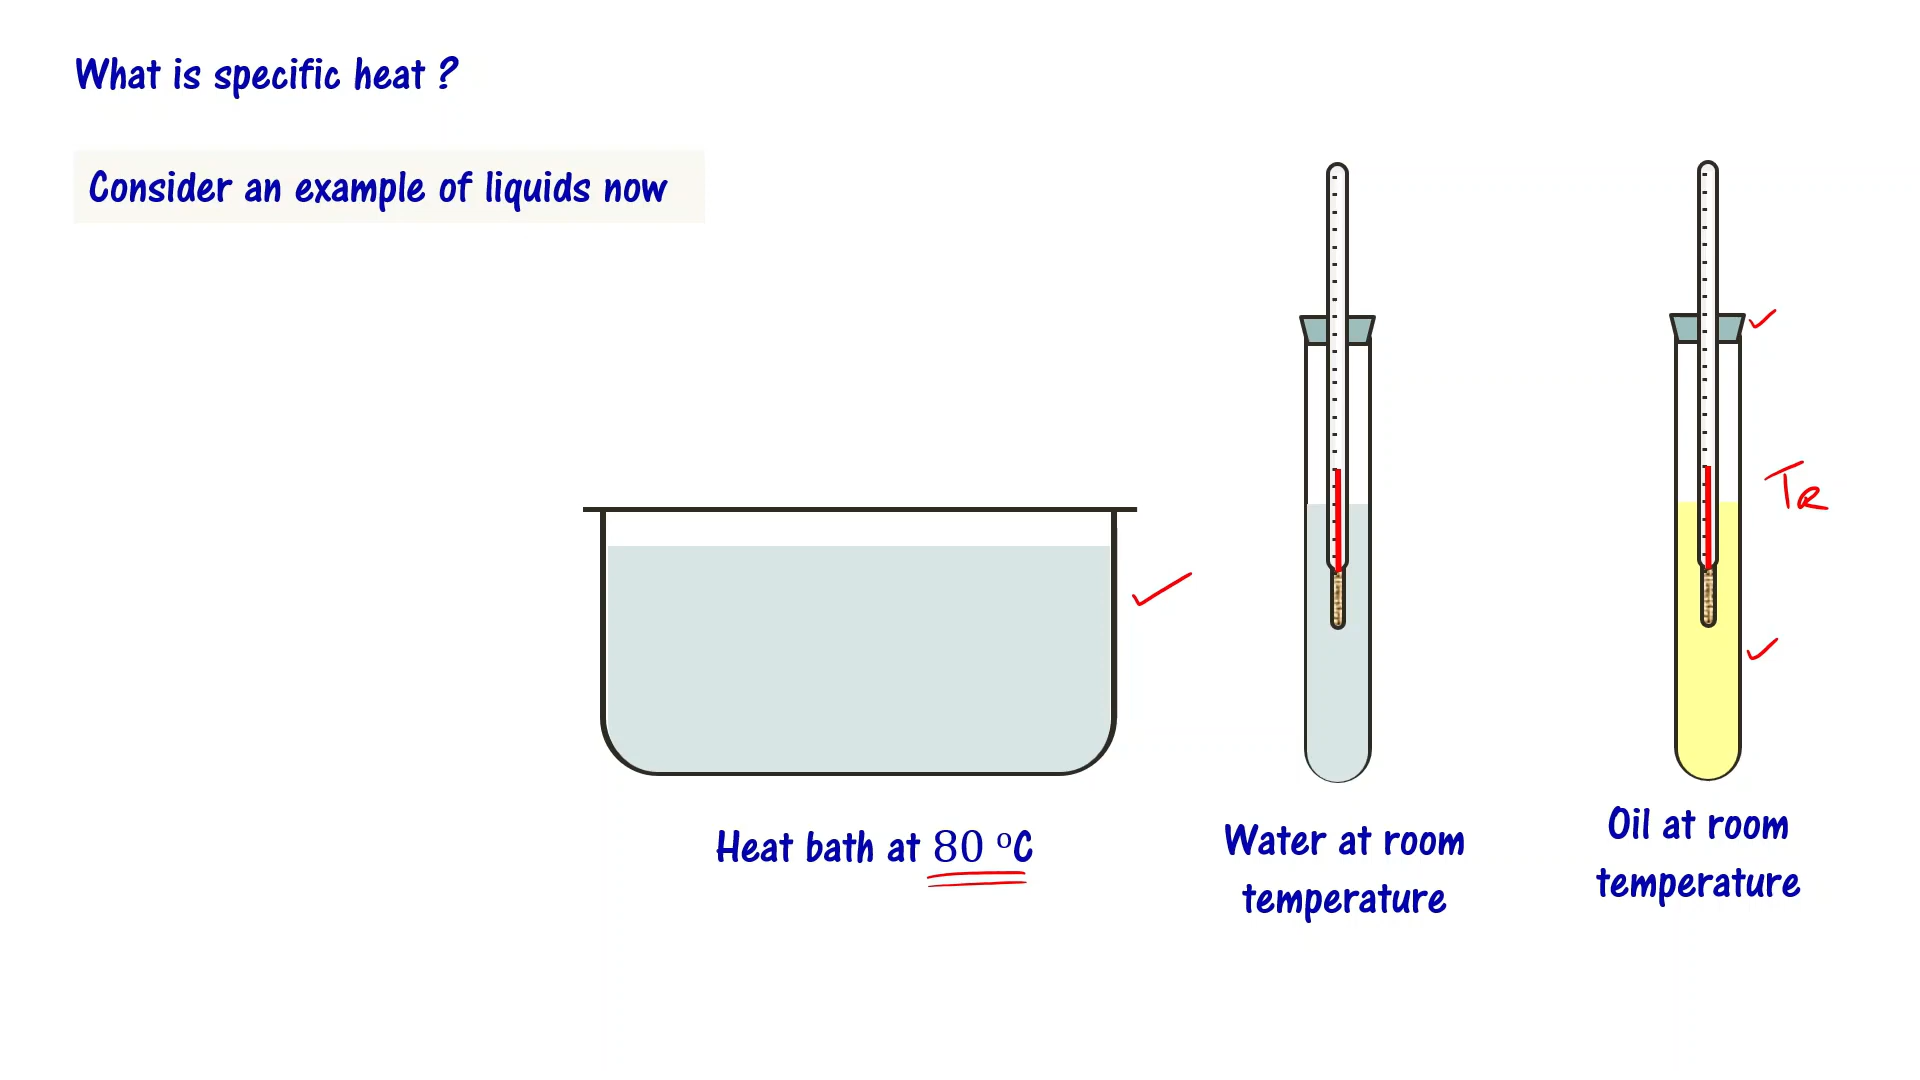 What is specific heat ?
Consider an example of liquids now
T_R
Heat bath at 80 °C
Water at room
temperature
Oil at room
temperature